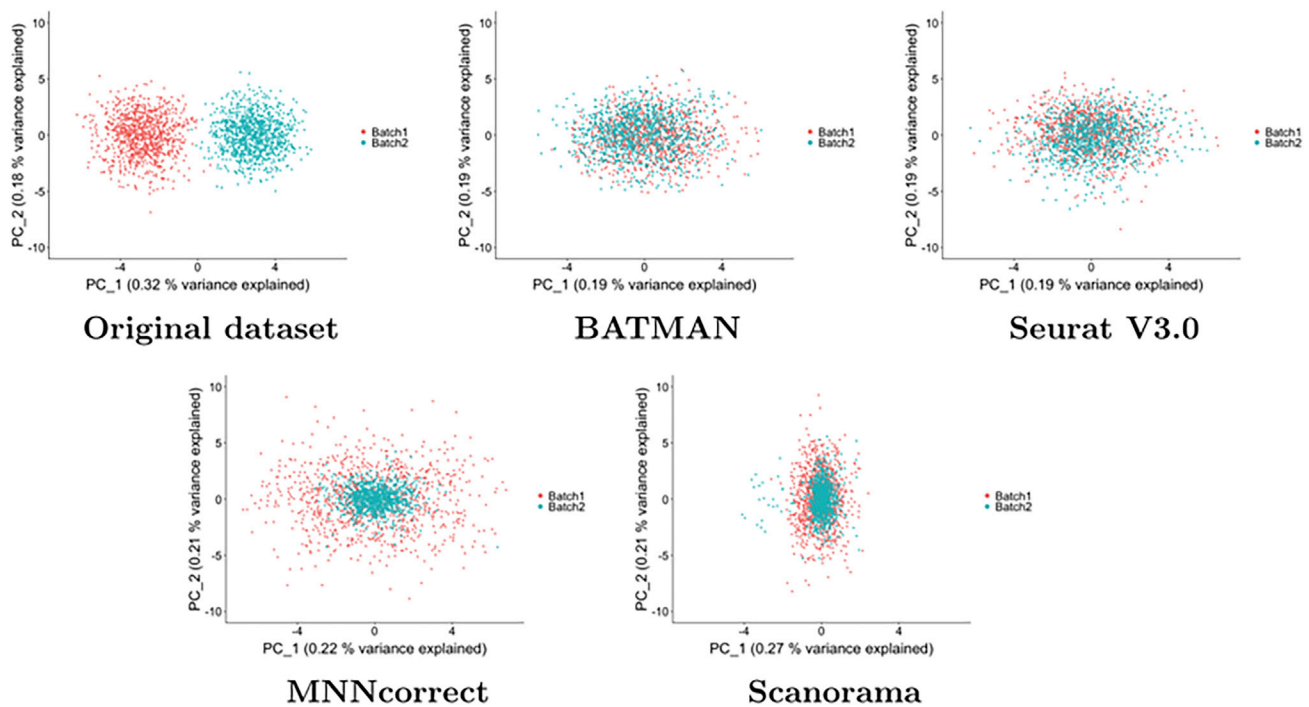 10
5
0
-5
-10
PC_2 (0.18 % variance explained)
-4 0 4
PC_1 (0.32 % variance explained)
Batch1
Batch2
Original dataset
10
5
0
-5
-10
PC_2 (0.19 % variance explained)
-4 0 4
PC_1 (0.19 % variance explained)
Batch1
Batch2
BATMAN
10
5
0
-5
-10
PC_2 (0.19 % variance explained)
-4 0 4
PC_1 (0.19 % variance explained)
Batch1
Batch2
Seurat V3.0
10
5
0
-5
-10
PC_2 (0.21 % variance explained)
-4 0 4
PC_1 (0.22 % variance explained)
Batch1
Batch2
MNNcorrect
10
5
0
-5
-10
PC_2 (0.21 % variance explained)
-4 0 4
PC_1 (0.27 % variance explained)
Batch1
Batch2
Scanorama